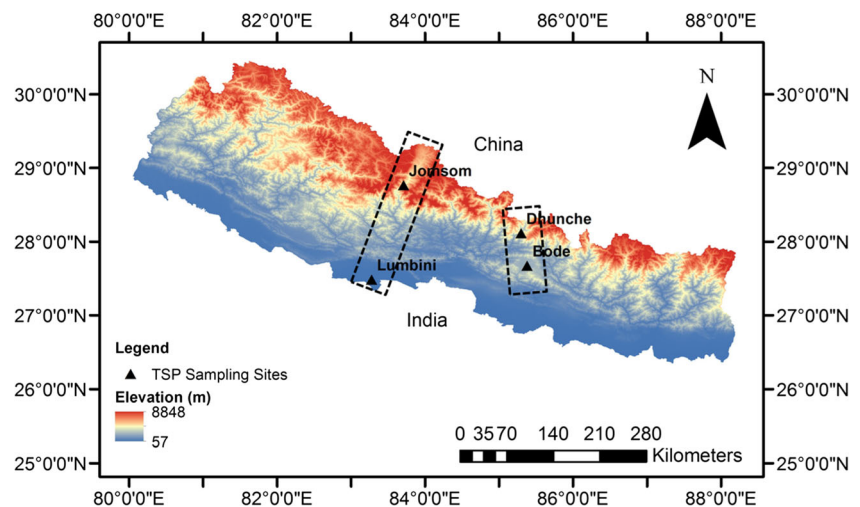 80°0'0"E 82°0'0"E 84°0'0"E 86°0'0"E 88°0'0"E
30°0'0"N 30°0'0"N
N
China
29°0'0"N 29°0'0"N
Jomsom
Dhunche
28°0'0"N 28°0'0"N
Bode
Lumbini
27°0'0"N 27°0'0"N
India
Legend
TSP Sampling Sites
26°0'0"N 26°0'0"N
Elevation (m)
8848
57
0 35 70 140 210 280
Kilometers
25°0'0"N 25°0'0"N
80°0'0"E 82°0'0"E 84°0'0"E 86°0'0"E 88°0'0"E